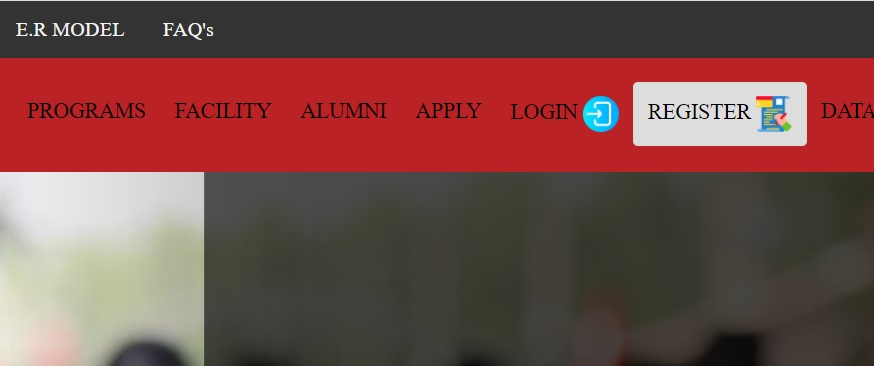 E.R MODEL FAQ's
PROGRAMS FACILITY ALUMNI APPLY LOGIN REGISTER DATA